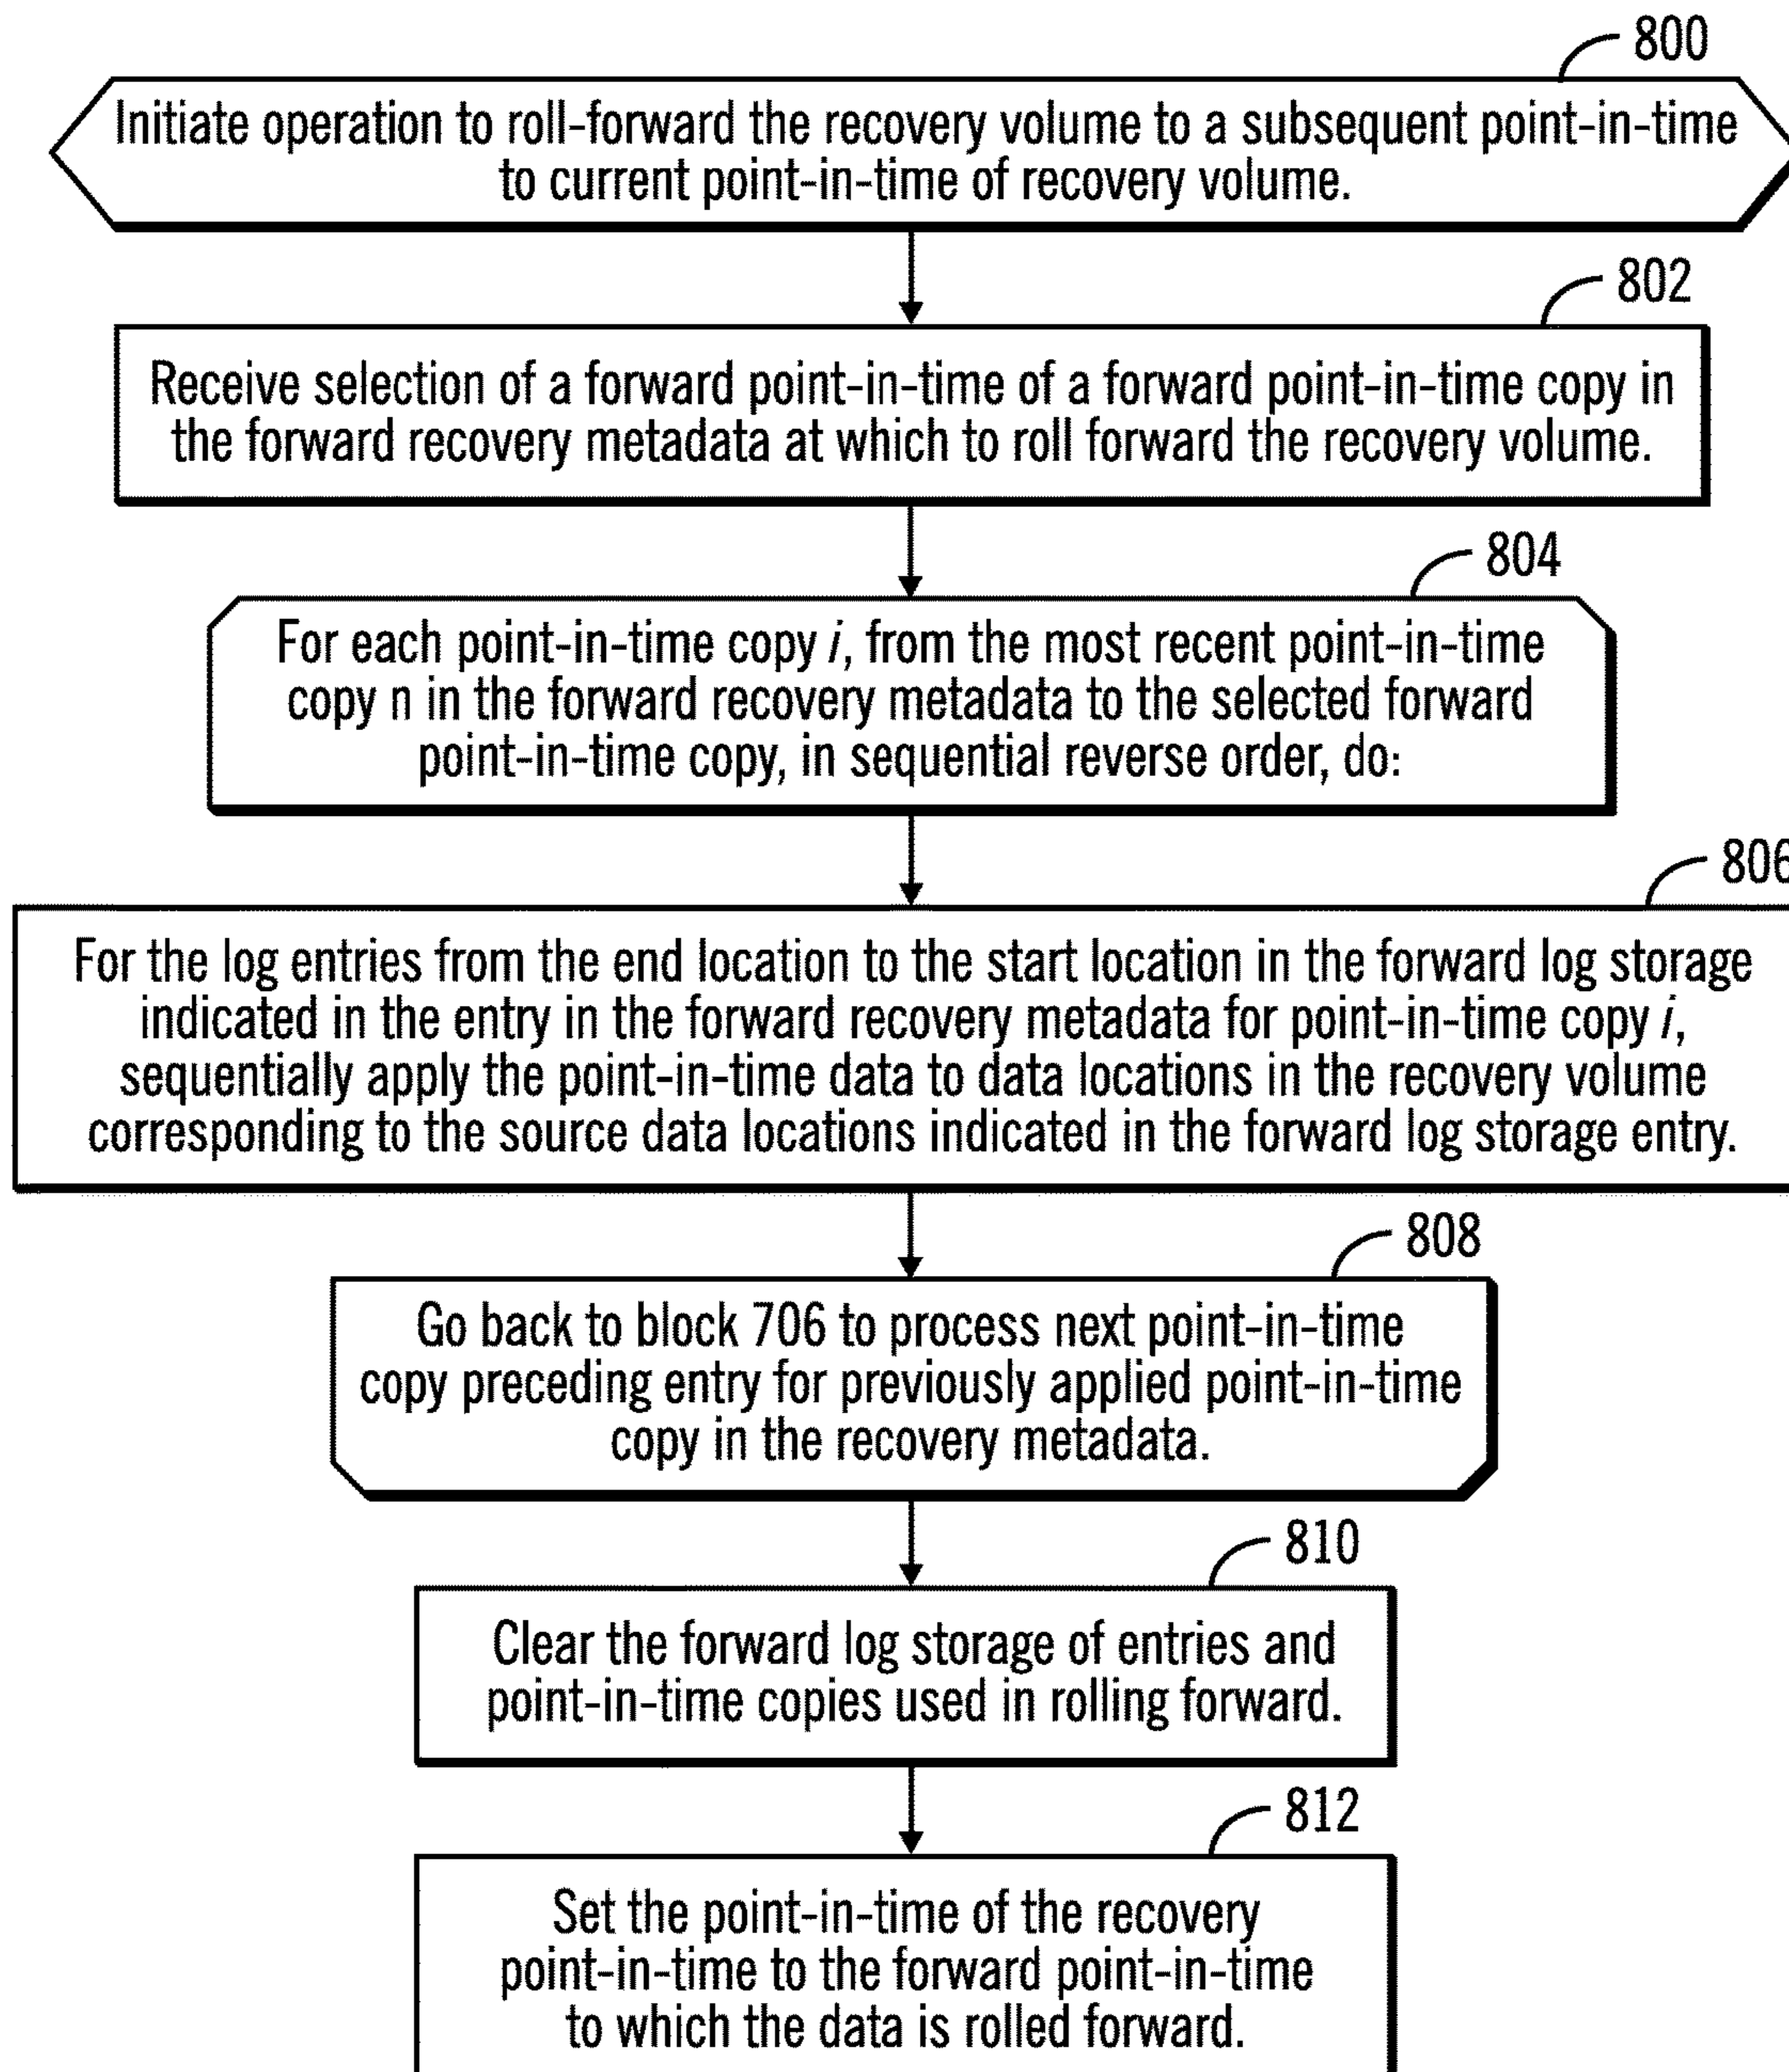 800
Initiate operation to roll-forward the recovery volume to a subsequent point-in-time
to current point-in-time of recovery volume.
802
Receive selection of a forward point-in-time of a forward point-in-time copy in
the forward recovery metadata at which to roll forward the recovery volume.
804
For each point-in-time copy i, from the most recent point-in-time
copy n in the forward recovery metadata to the selected forward
point-in-time copy, in sequential reverse order, do:
806
For the log entries from the end location to the start location in the forward log storage
indicated in the entry in the forward recovery metadata for point-in-time copy i,
sequentially apply the point-in-time data to data locations in the recovery volume
corresponding to the source data locations indicated in the forward log storage entry.
808
Go back to block 706 to process next point-in-time
copy preceding entry for previously applied point-in-time
copy in the recovery metadata.
810
Clear the forward log storage of entries and
point-in-time copies used in rolling forward.
812
Set the point-in-time of the recovery
point-in-time to the forward point-in-time
to which the data is rolled forward.